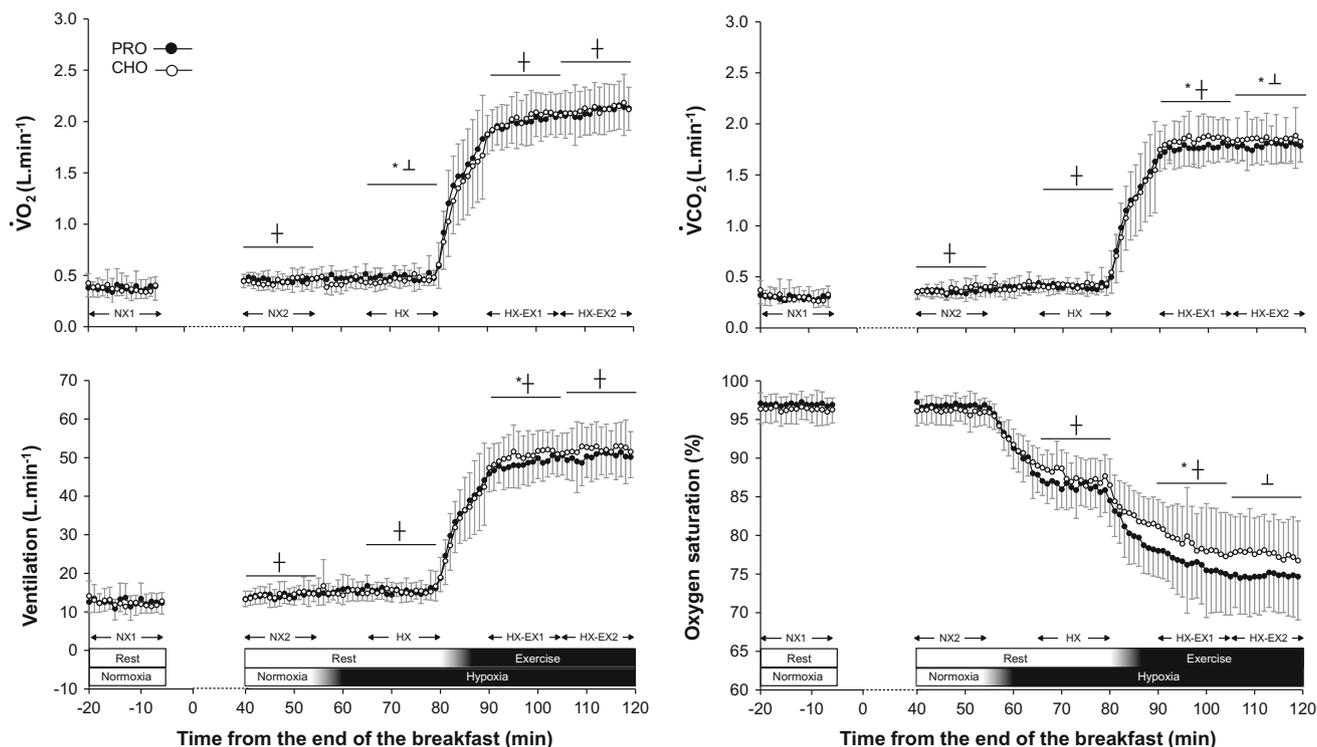 3.0
2.5
2.0
1.5
1.0
0.5
0.0
V̇O₂ (L.min⁻¹)
PRO
CHO
*
NX1
NX2
HX
HX-EX1
HX-EX2
3.0
2.5
2.0
1.5
1.0
0.5
0.0
V̇CO₂ (L.min⁻¹)
*
*
NX1
NX2
HX
HX-EX1
HX-EX2
70
60
50
40
30
20
10
0
-10
Ventilation (L.min⁻¹)
*
NX1
NX2
HX
HX-EX1
HX-EX2
Rest
Rest
Exercise
Normoxia
Normoxia
Hypoxia
-20
-10
0
40
50
60
70
80
90
100
110
120
Time from the end of the breakfast (min)
100
95
90
85
80
75
70
65
60
Oxygen saturation (%)
*
NX1
NX2
HX
HX-EX1
HX-EX2
Rest
Rest
Exercise
Normoxia
Normoxia
Hypoxia
-20
-10
0
40
50
60
70
80
90
100
110
120
Time from the end of the breakfast (min)